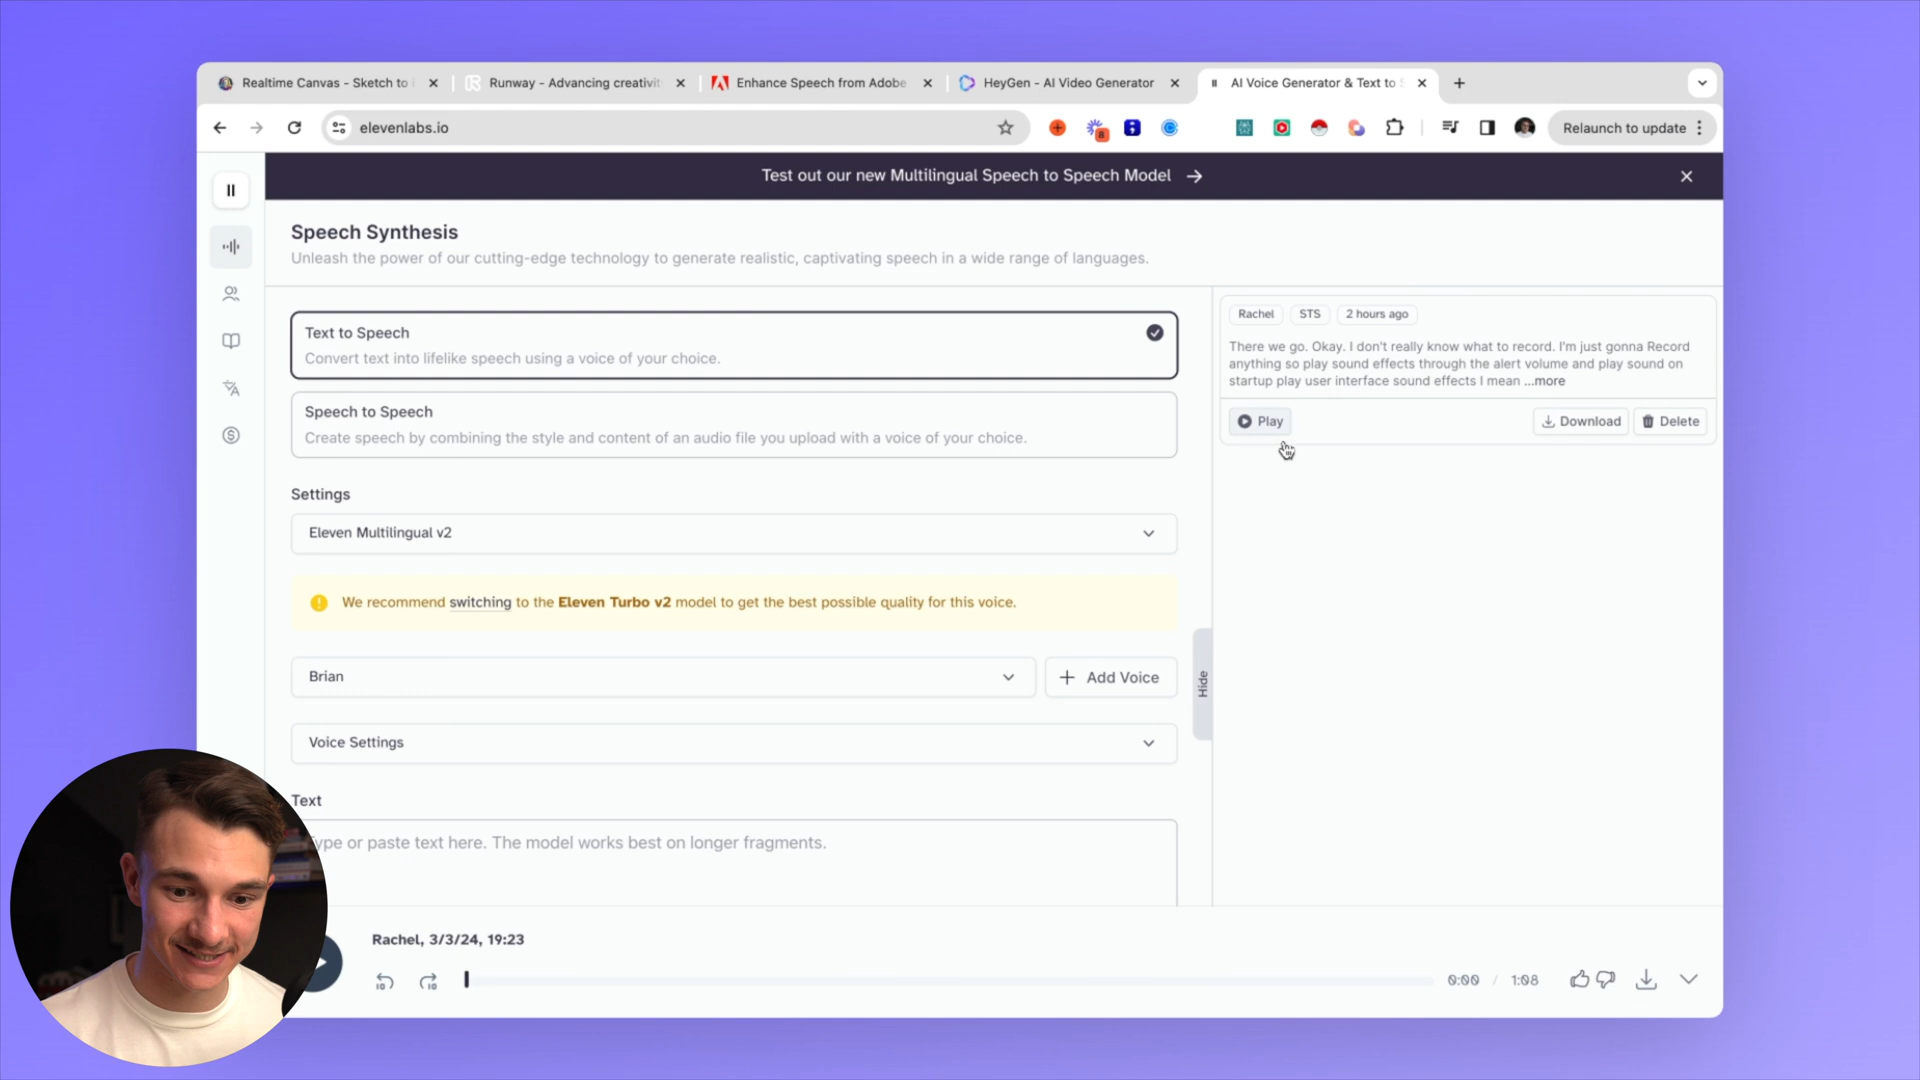 Realtime Canvas - Sketch to i
Runway - Advancing creativit
Enhance Speech from Adobe
HeyGen - AI Video Generator
AI Voice Generator & Text to S
elevenlabs.io
8
Relaunch to update
Test out our new Multilingual Speech to Speech Model →
Speech Synthesis
Unleash the power of our cutting-edge technology to generate realistic, captivating speech in a wide range of languages.
Text to Speech
Convert text into lifelike speech using a voice of your choice.
Speech to Speech
Create speech by combining the style and content of an audio file you upload with a voice of your choice.
Settings
Eleven Multilingual v2
We recommend switching to the Eleven Turbo v2 model to get the best possible quality for this voice.
Brian
+ Add Voice
Voice Settings
Text
ype or paste text here. The model works best on longer fragments.
Rachel STS 2 hours ago
There we go. Okay. I don't really know what to record. I'm just gonna Record
anything so play sound effects through the alert volume and play sound on
startup play user interface sound effects I mean ...more
Play
Download
Delete
Hide
Rachel, 3/3/24, 19:23
10
10
0:00 / 1:08